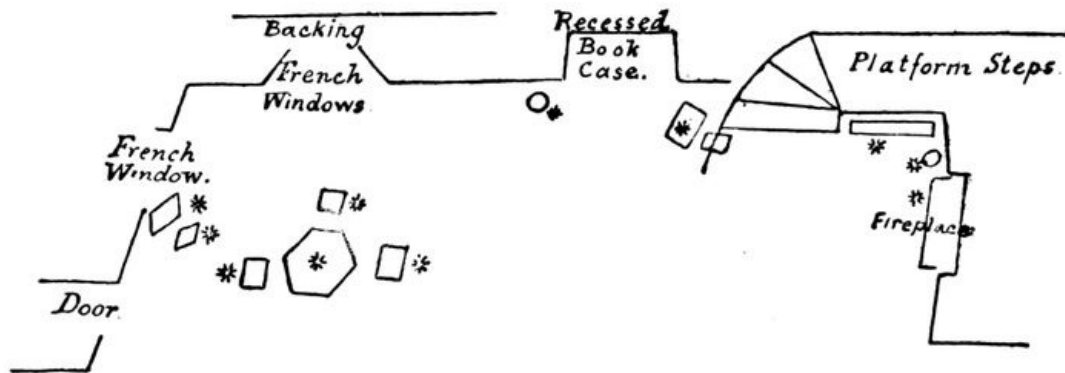 Backing
French
Windows.
Recessed
Book
Case.
Platform Steps.
French
Window.
Fireplace
Door.